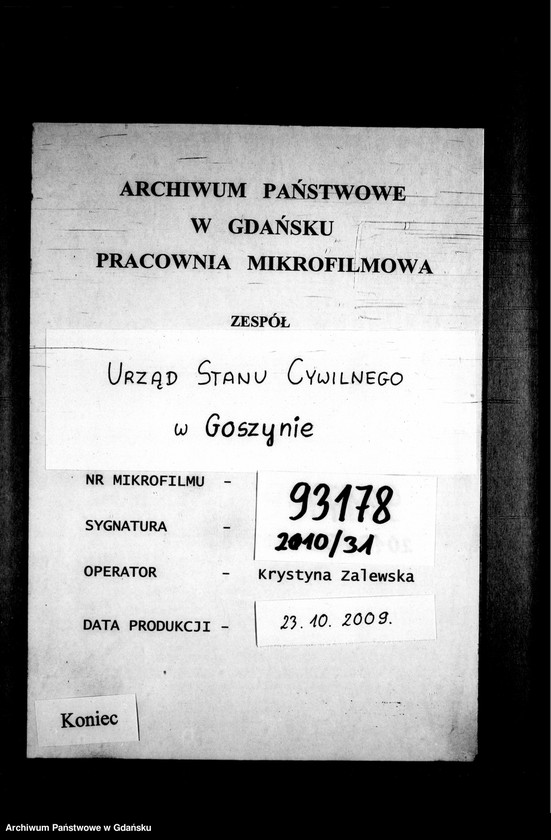 ARCHIWUM PAŃSTWOWE
W GDAŃSKU
PRACOWNIA MIKROFILMOWA
ZESPÓŁ
URZĄD STANU CYWILNEGO
w Goszynie
NR MIKROFILMU - 93178
SYGNATURA - 2010/31
OPERATOR - Krystyna Zalewska
DATA PRODUKCJI - 23.10.2009.
Koniec
Archiwum Państwowe w Gdańsku